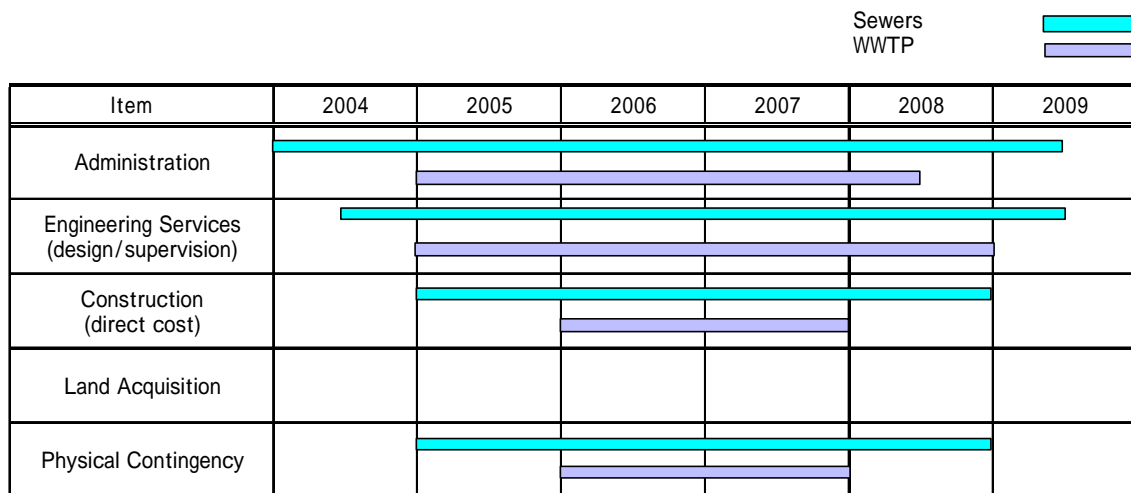 Sewers
WWTP
Item 2004 2005 2006 2007 2008 2009
Administration
Engineering Services
(design/supervision)
Construction
(direct cost)
Land Acquisition
Physical Contingency